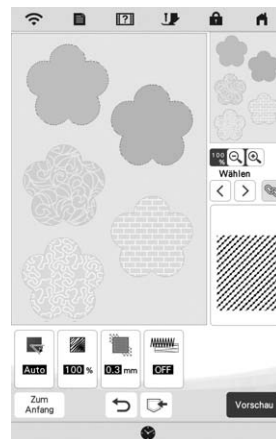 100
%
Wählen
Auto
100 %
0.3 mm
OFF
Zum
Anfang
Vorschau